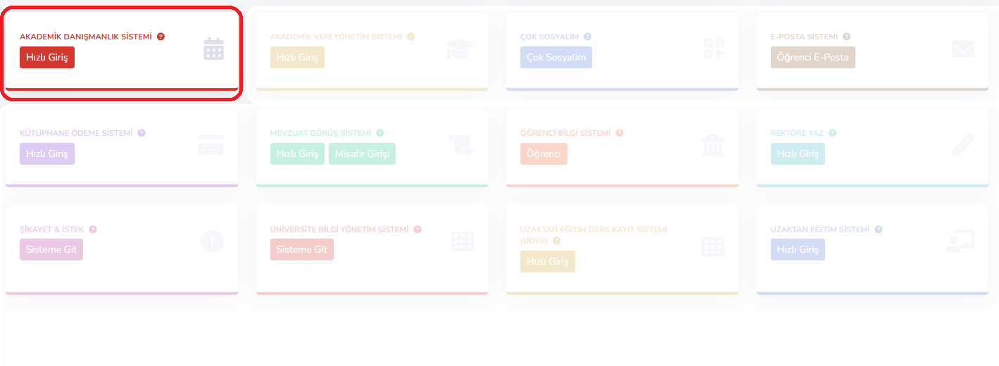 AKADEMİK DANIŞMANLIK SİSTEMİ ?
Hızlı Giriş
AKADEMİK VERİ YÖNETİM SİSTEMİ ?
Hızlı Giriş
ÇOK SOSYALİM ?
Çok Sosyalim
E-POSTA SİSTEMİ ?
Öğrenci E-Posta
KÜTÜPHANE ÖDEME SİSTEMİ ?
Hızlı Giriş
MEVZUAT GÖRÜŞ SİSTEMİ ?
Hızlı Giriş Misafir Girişi
ÖĞRENCİ BİLGİ SİSTEMİ ?
Öğrenci
REKTÖRE YAZ ?
Hızlı Giriş
ŞİKAYET & İSTEK ?
Sisteme Git
ÜNİVERSİTE BİLGİ YÖNETİM SİSTEMİ ?
Sisteme Git
UZAKTAN EĞİTİM DERS KAYIT SİSTEMİ
(UDKS) ?
Hızlı Giriş
UZAKTAN EĞİTİM SİSTEMİ ?
Hızlı Giriş